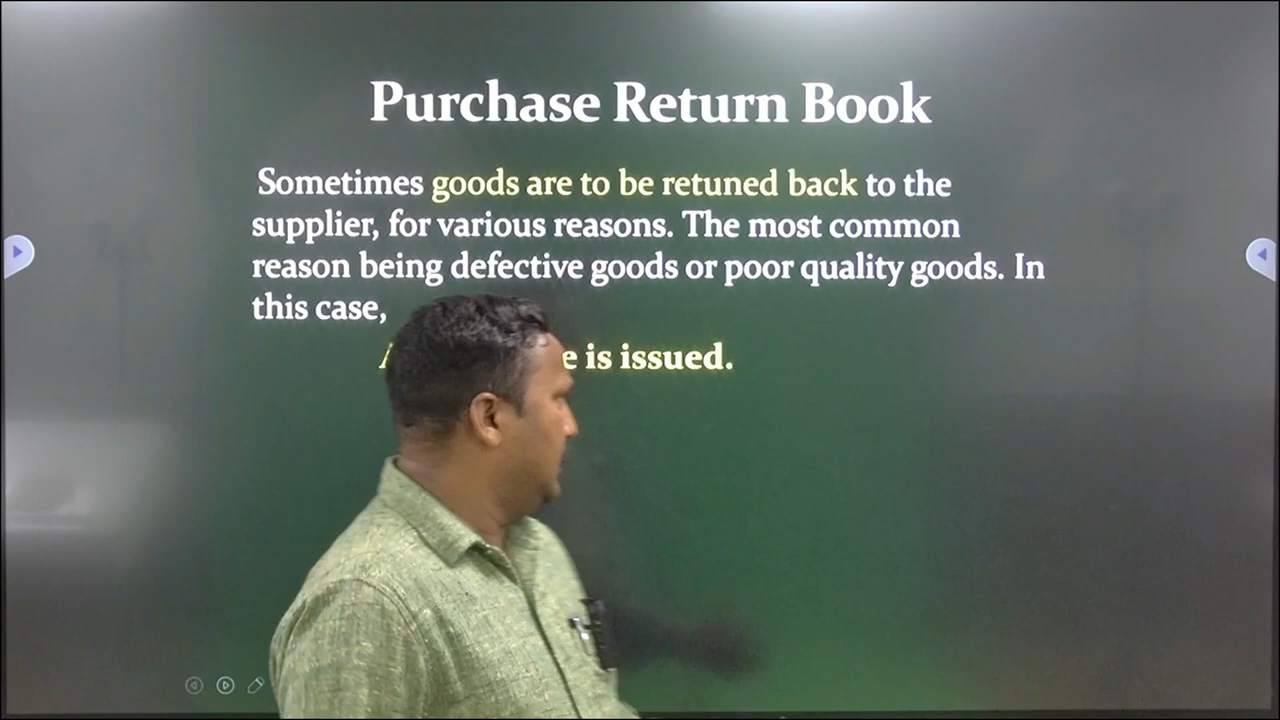 Purchase Return Book
Sometimes goods are to be retuned back to the
supplier, for various reasons. The most common
reason being defective goods or poor quality goods. In
this case,
is issued.